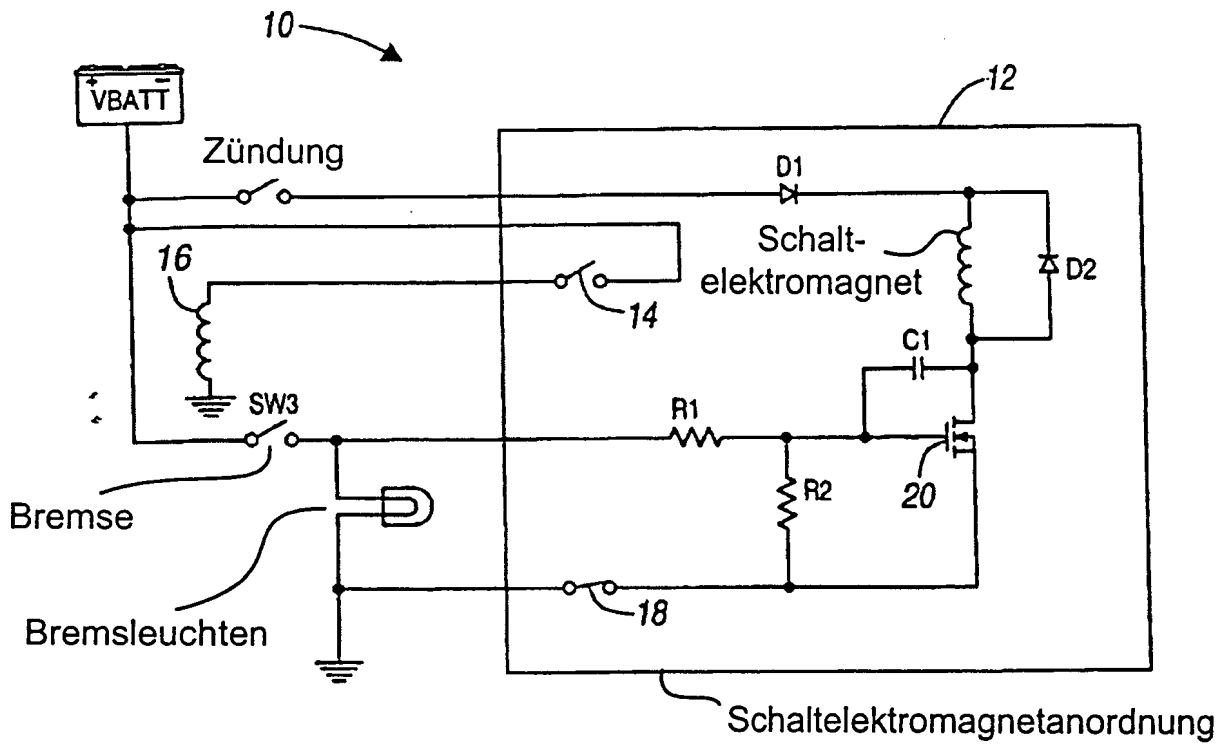 10
12
+ −
VBATT
Zündung
D1
16
Schalt-
elektromagnet
D2
14
C1
SW3
R1
R2
20
Bremse
18
Bremsleuchten
Schaltelektromagnetanordnung